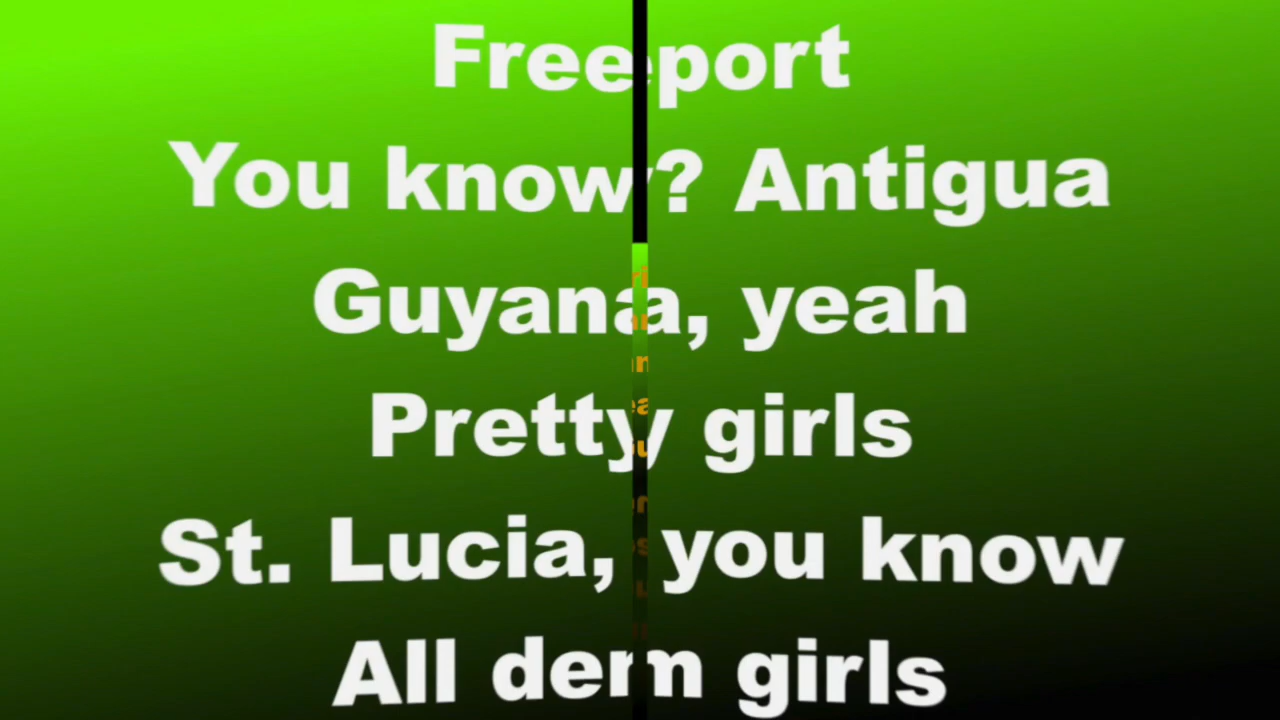 Freeport
You know? Antigua
Guyana, yeah
Pretty girls
St. Lucia, you know
All dem girls